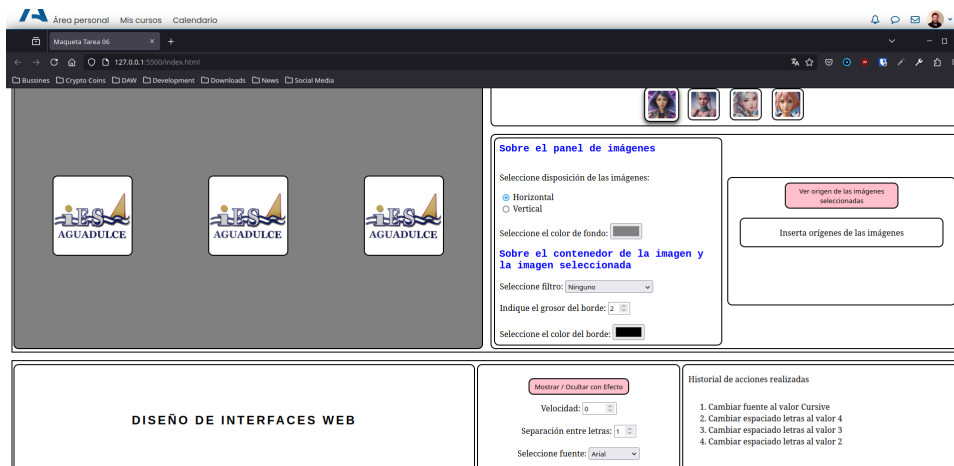 Área personal Mis cursos Calendario
Maqueta Tarea 06
127.0.0.1:5500/index.html
Bussines Crypto Coins DAW Development Downloads News Social Media
Sobre el panel de imágenes
Seleccione disposición de las imágenes:
Horizontal
Vertical
Seleccione el color de fondo:
Sobre el contenedor de la imagen y
la imagen seleccionada
Seleccione filtro: Ninguno
Indique el grosor del borde: 2
Seleccione el color del borde:
Ver origen de las imágenes
seleccionadas
Inserta orígenes de las imágenes
iES iES iES
AGUADULCE AGUADULCE AGUADULCE
DISEÑO DE INTERFACES WEB
Mostrar / Ocultar con Efecto
Velocidad: 0
Separación entre letras: 1
Seleccione fuente: Arial
Historial de acciones realizadas
1. Cambiar fuente al valor Cursive
2. Cambiar espaciado letras al valor 4
3. Cambiar espaciado letras al valor 3
4. Cambiar espaciado letras al valor 2